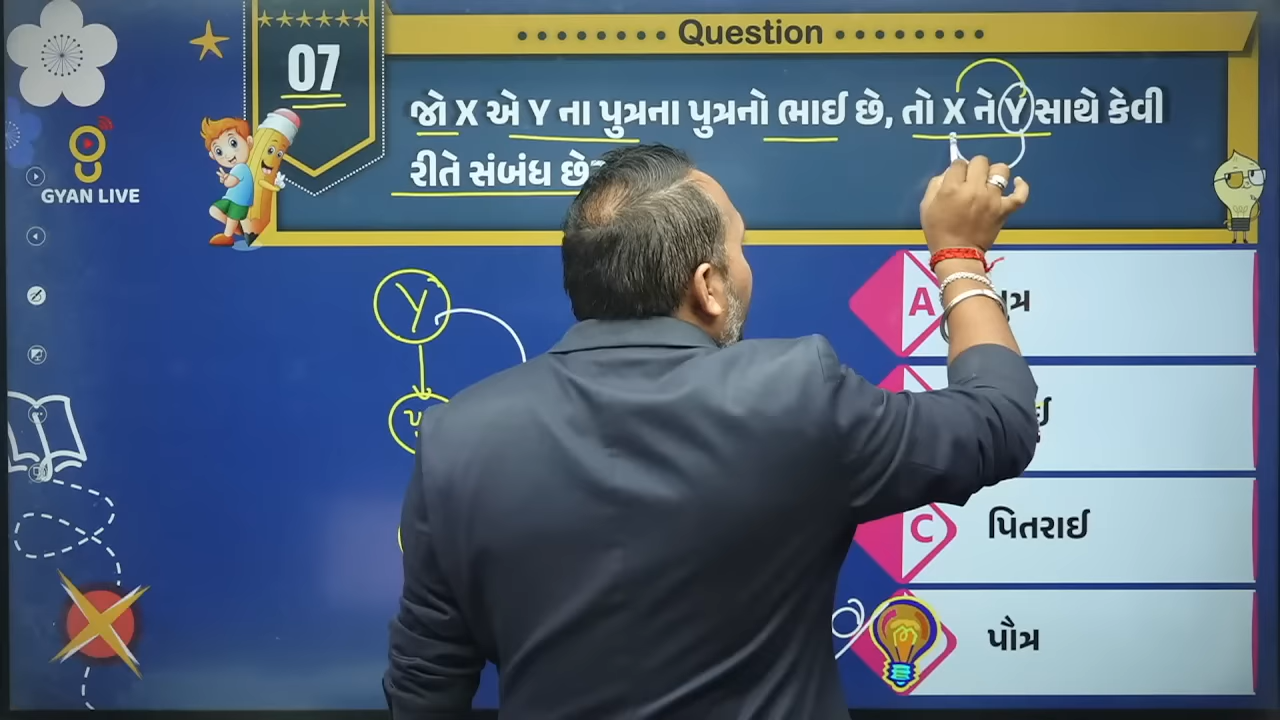 Question
07
જો X એ Y ના પુત્રના પુત્રનો ભાઈ છે, તો X ને Y સાથે કેવી
રીતે સંબંધ છે
GYAN LIVE
Y
A
C પિતરાઈ
પૌત્ર